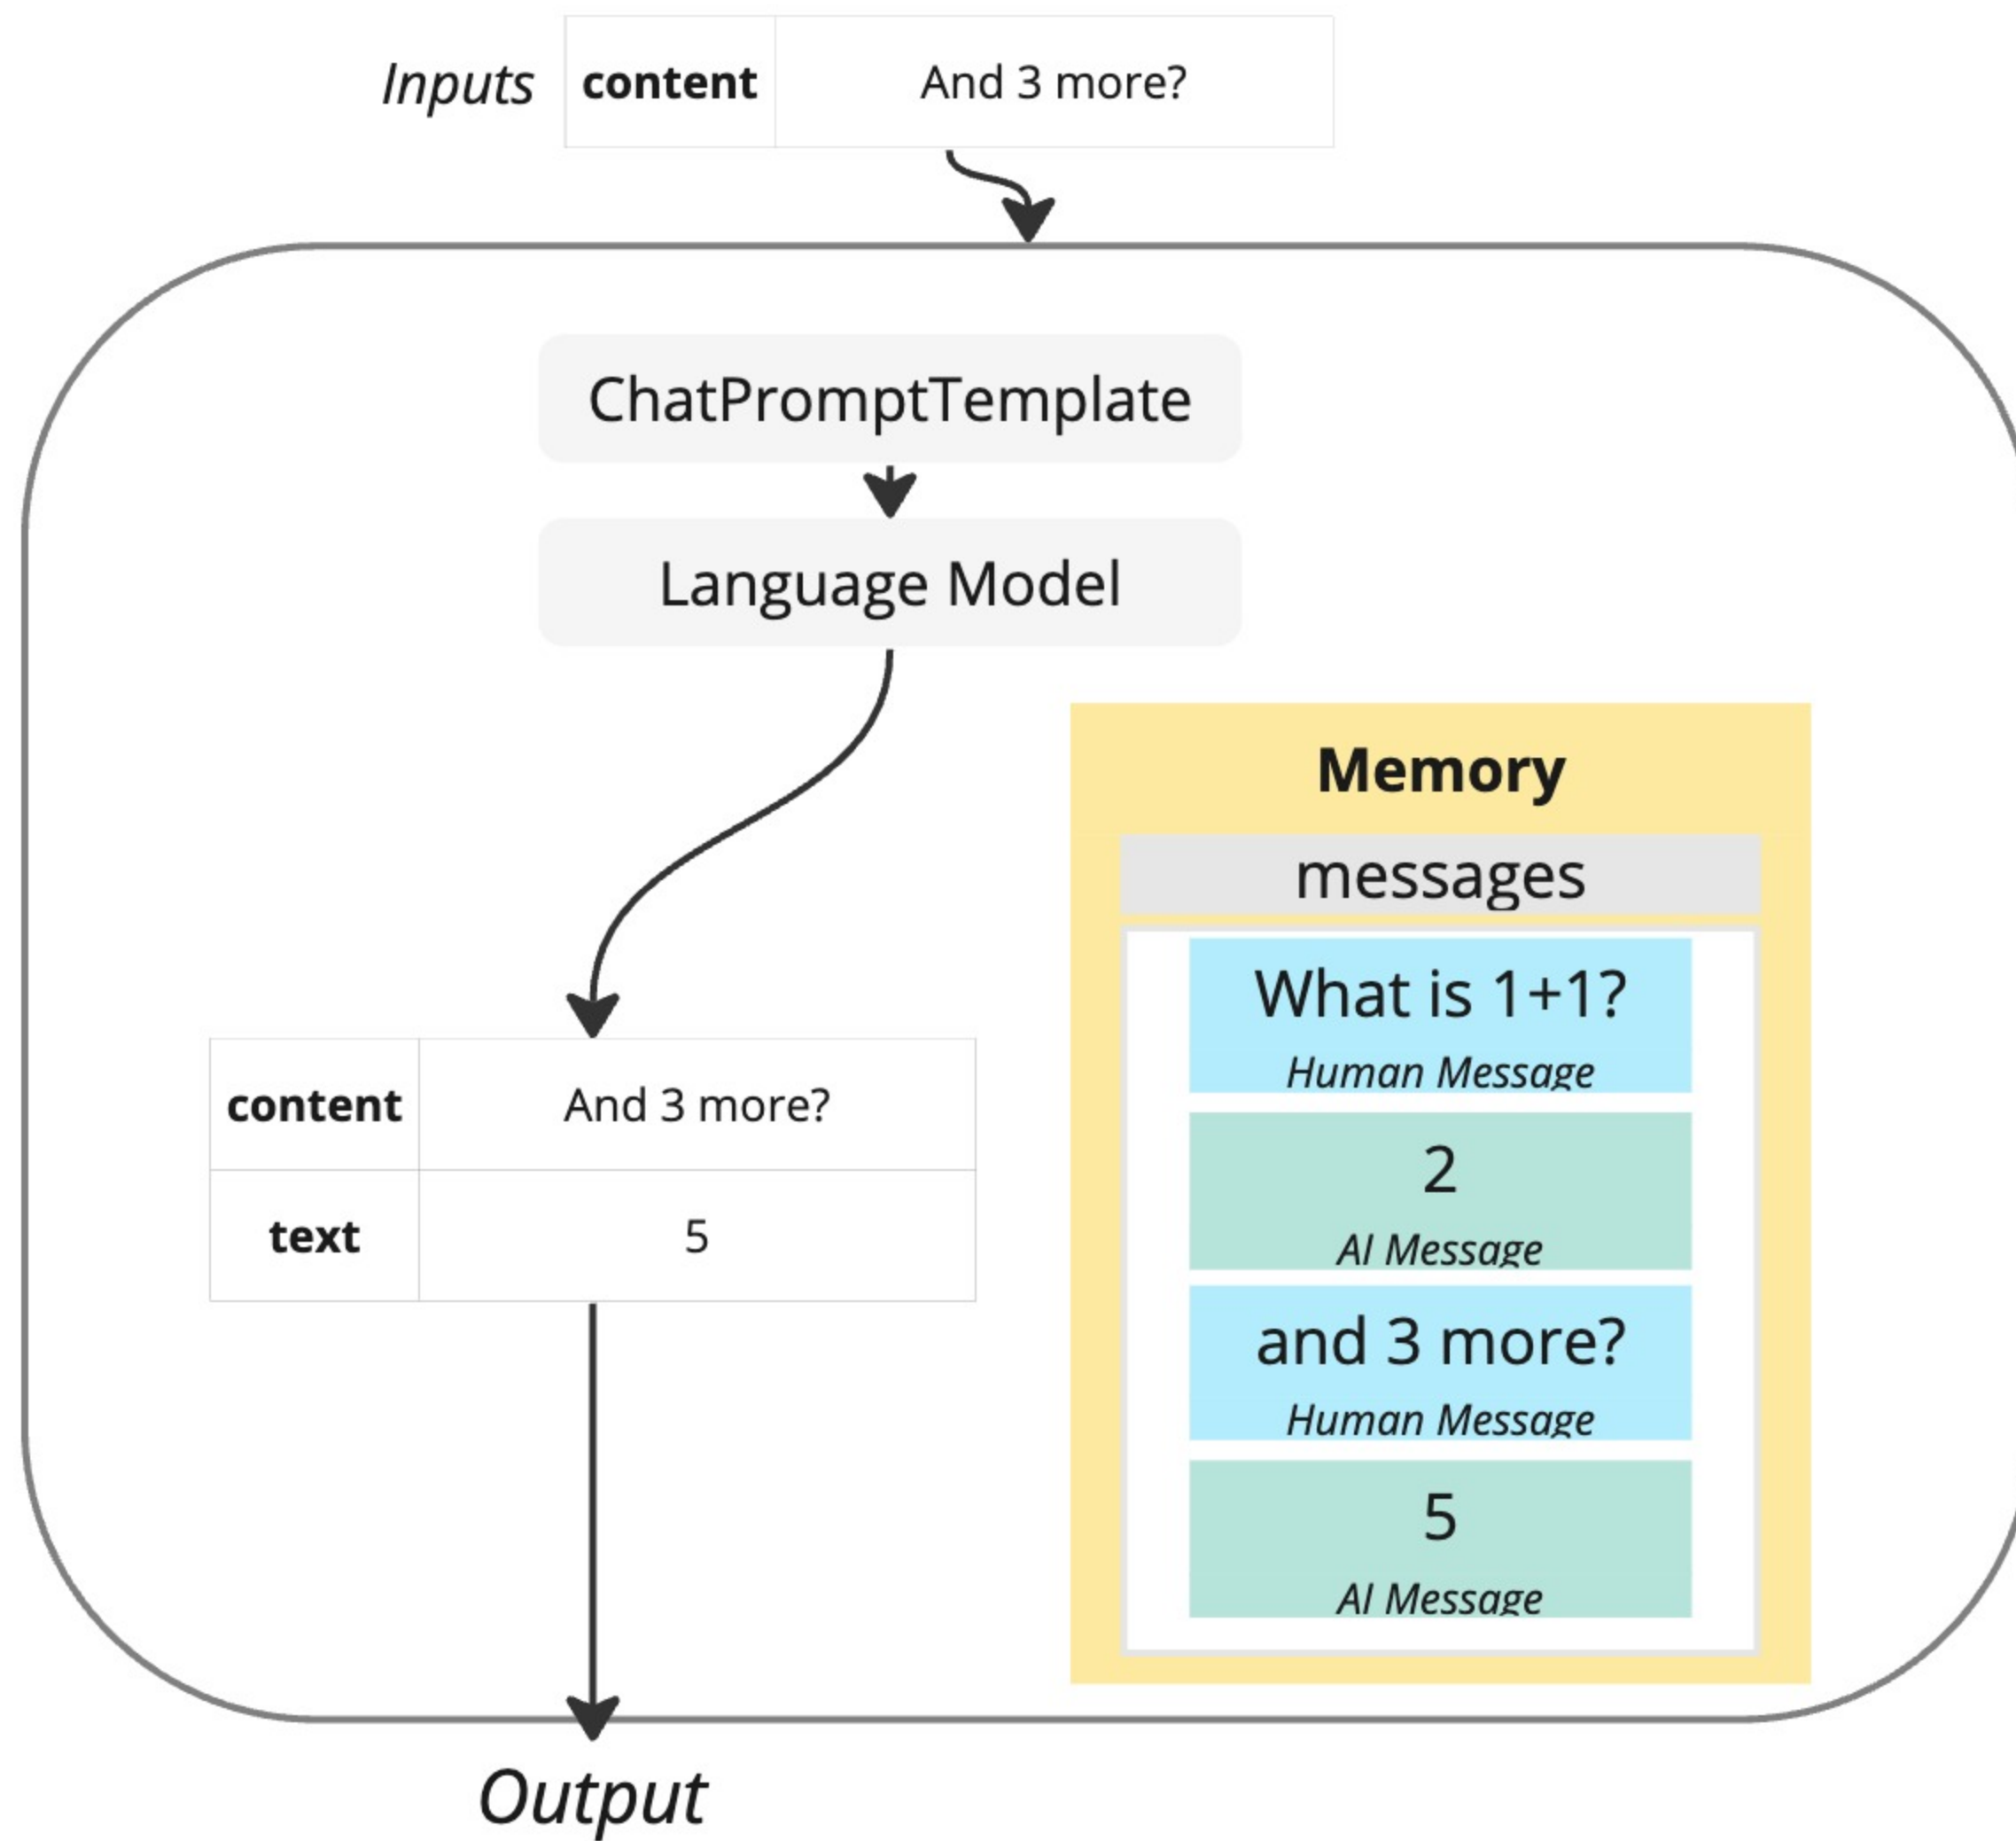 Inputs
content And 3 more?
ChatPromptTemplate
Language Model
content And 3 more?
text 5
Memory
messages
What is 1+1?
Human Message
2
AI Message
and 3 more?
Human Message
5
AI Message
Output